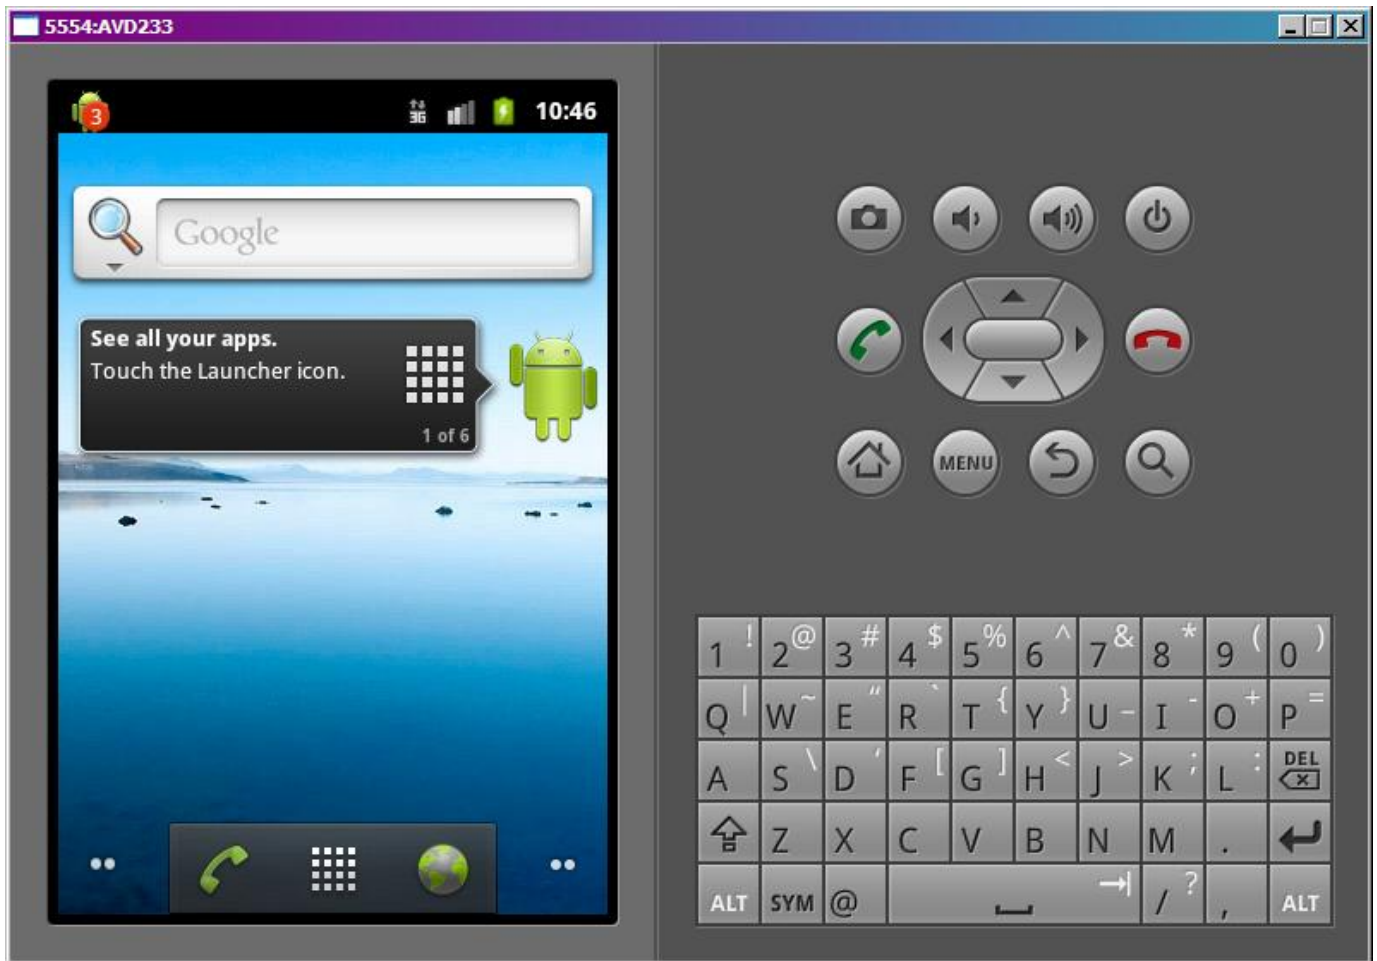 5554:AVD233
3
3G
10:46
Google
See all your apps.
Touch the Launcher icon.
1 of 6
MENU
1 ! 2 @ 3 # 4 $ 5 % 6 ^ 7 & 8 * 9 ( 0 )
Q | W ~ E “ R ` T { Y } U _ I - O + P =
A S \ D ‘ F [ G ] H < J > K ; L : DEL
Z X C V B N M .
ALT SYM @ / ? , ALT